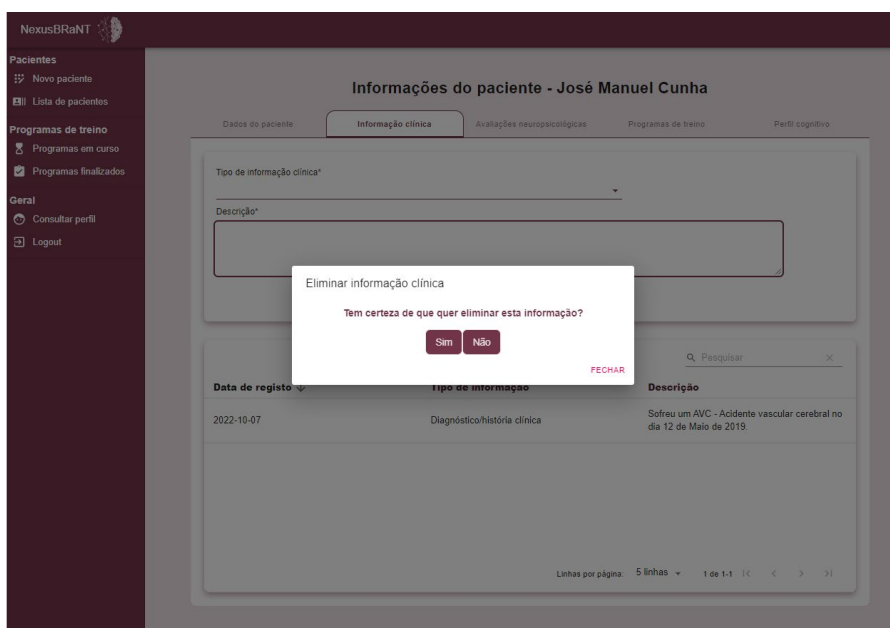 NexusBRaNT
Pacientes
Novo paciente
Lista de pacientes
Programas de treino
Programas em curso
Programas finalizados
Geral
Consultar perfil
Logout
Informações do paciente - José Manuel Cunha
Dados do paciente
Informação clínica
Avaliações neuropsicológicas
Programas de treino
Perfil cognitivo
Tipo de informação clínica*
Descrição*
Eliminar informação clínica
Tem certeza de que quer eliminar esta informação?
Sim
Não
FECHAR
Pesquisar
Data de registo
Tipo de informação
Descrição
2022-10-07
Diagnóstico/história clínica
Sofreu um AVC - Acidente vascular cerebral no
dia 12 de Maio de 2019.
Linhas por página:
5 linhas
1 de 1-1